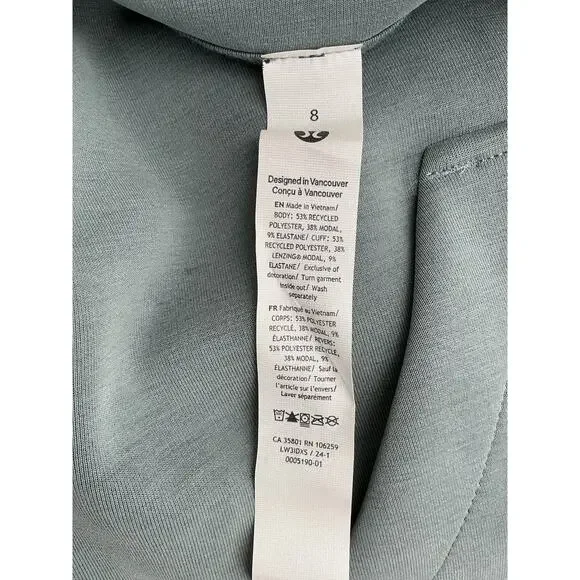 8
Designed in Vancouver
Conçu à Vancouver
EN Made in Vietnam/
BODY: 53% RECYCLED
POLYESTER, 38% MODAL,
9% ELASTANE/ CUFF: 53%
RECYCLED POLYESTER, 38%
LENZING® MODAL, 9%
ELASTANE/ Exclusive of
decoration/ Turn garment
inside out/ Wash
separately
FR Fabriqué au Vietnam/
CORPS: 53% POLYESTER
RECYCLÉ, 38% MODAL, 9%
ÉLASTHANNE/ REVERS:
53% POLYESTER RECYCLÉ,
38% MODAL, 9%
ÉLASTHANNE/ Sauf la
décoration/ Tourner
l'article sur l'envers/
Laver séparément
CA 35801 RN 106259
LW3IDXS / 24-1
0005190-01